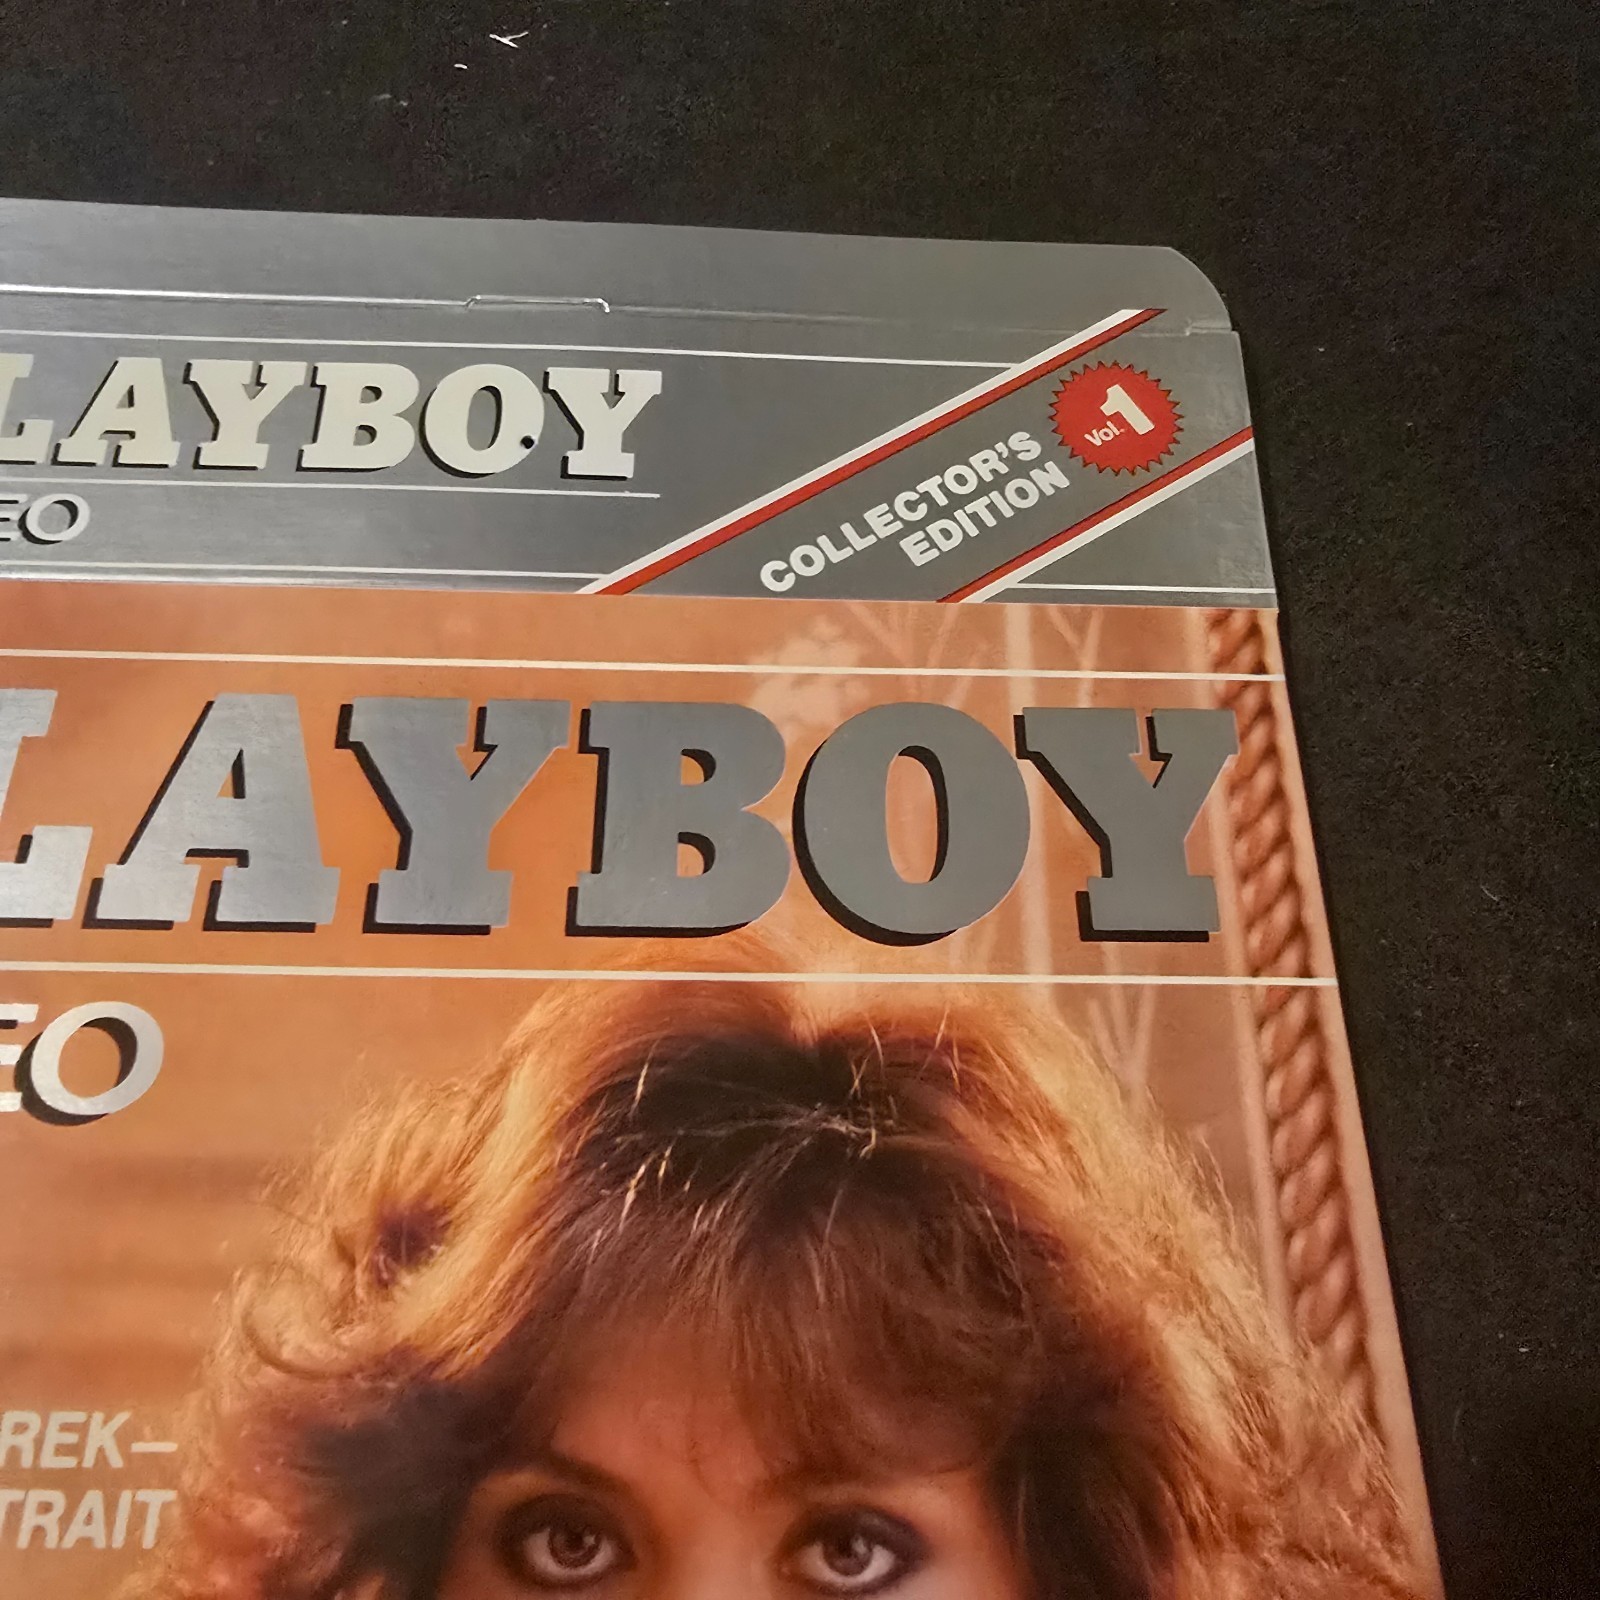 LAYBOY
EO
COLLECTOR'S
EDITION
Vol. 1
LAYBOY
EO
REK–
TRAIT